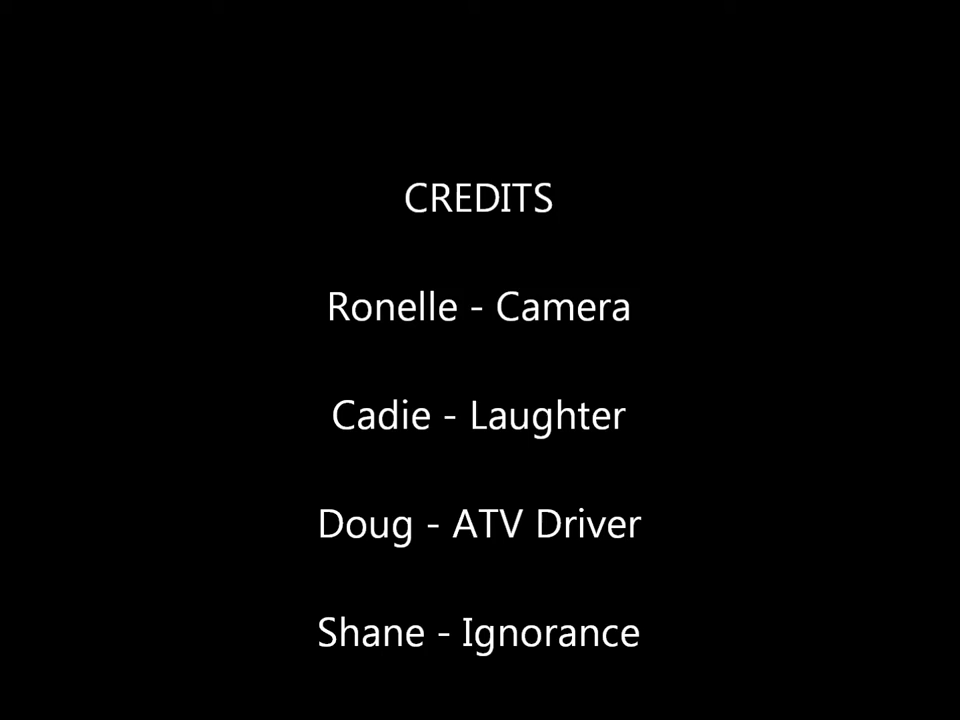 CREDITS
Ronelle - Camera
Cadie - Laughter
Doug - ATV Driver
Shane - Ignorance